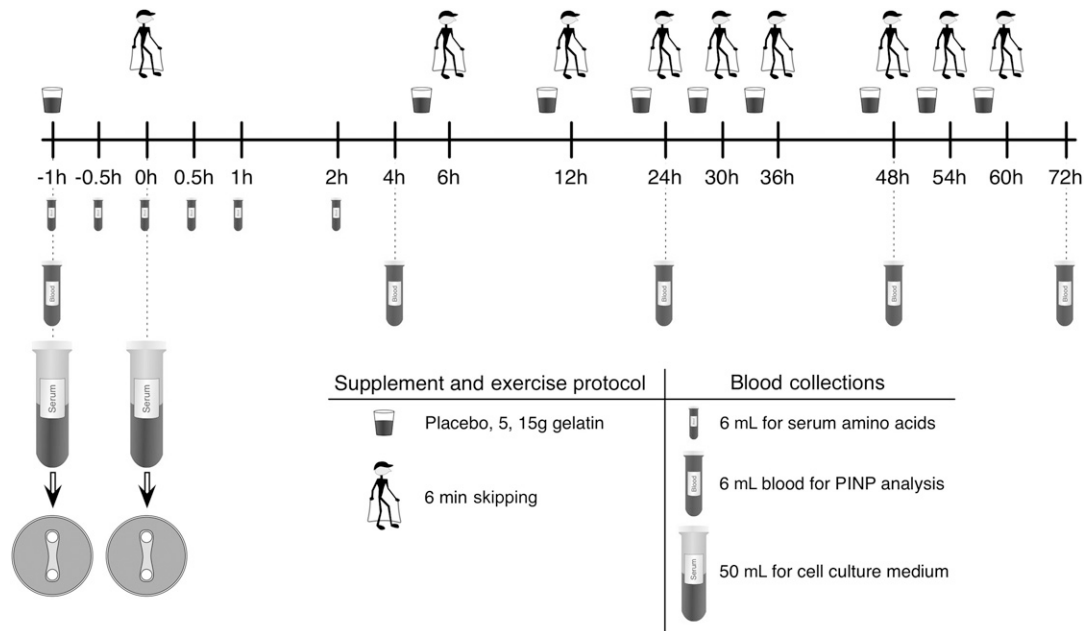 -1h -0.5h 0h 0.5h 1h 2h 4h 6h 12h 24h 30h 36h 48h 54h 60h 72h
Blood Blood Blood Blood Blood
Serum Serum
Supplement and exercise protocol
Placebo, 5, 15g gelatin
6 min skipping
Blood collections
6 mL for serum amino acids
Blood
6 mL blood for PINP analysis
Serum
50 mL for cell culture medium